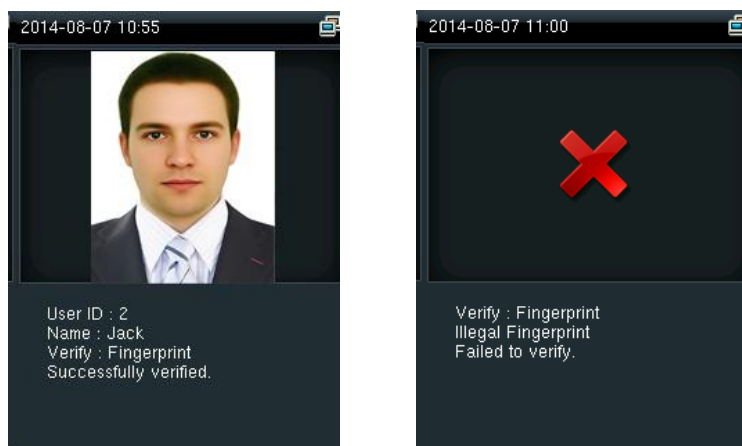 2014-08-07 10:55
User ID : 2
Name : Jack
Verify : Fingerprint
Successfully verified.
2014-08-07 11:00
Verify : Fingerprint
Illegal Fingerprint
Failed to verify.